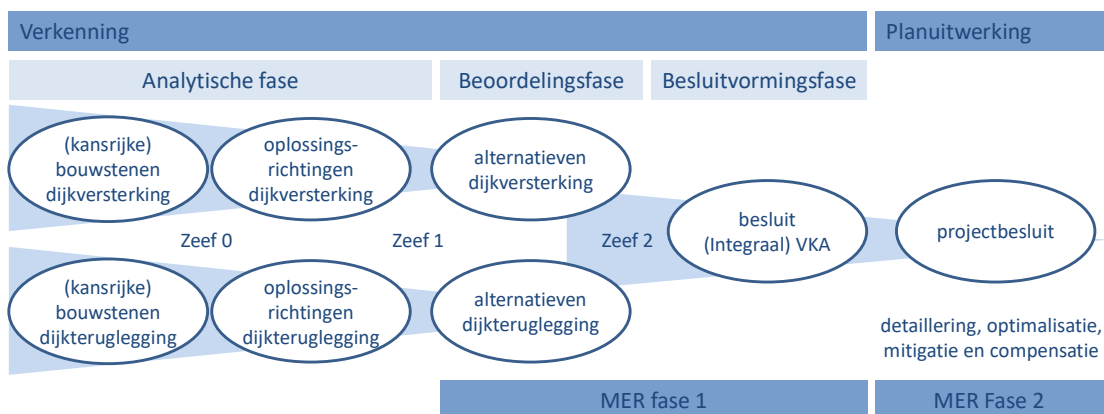 Verkenning
Planuitwerking
Analytische fase
Beoordelingsfase
Besluitvormingsfase
(kansrijke)
bouwstenen
dijkversterking
oplossings-
richtingen
dijkversterking
alternatieven
dijkversterking
Zeef 0
Zeef 1
Zeef 2
besluit
(Integraal) VKA
projectbesluit
(kansrijke)
bouwstenen
dijkteruglegging
oplossings-
richtingen
dijkteruglegging
alternatieven
dijkteruglegging
detaillering, optimalisatie,
mitigatie en compensatie
MER fase 1
MER Fase 2